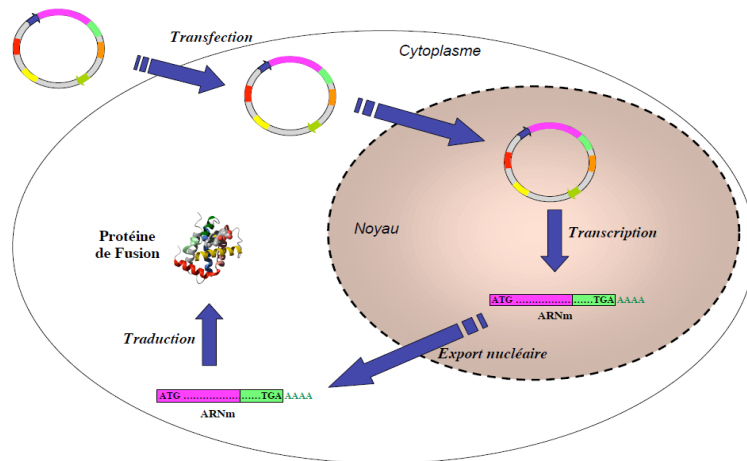 Transfection
Cytoplasme
Noyau
Transcription
ATG ........................TGA AAAA
ARNm
Export nucléaire
Protéine
de Fusion
Traduction
ATG ........................TGA AAAA
ARNm